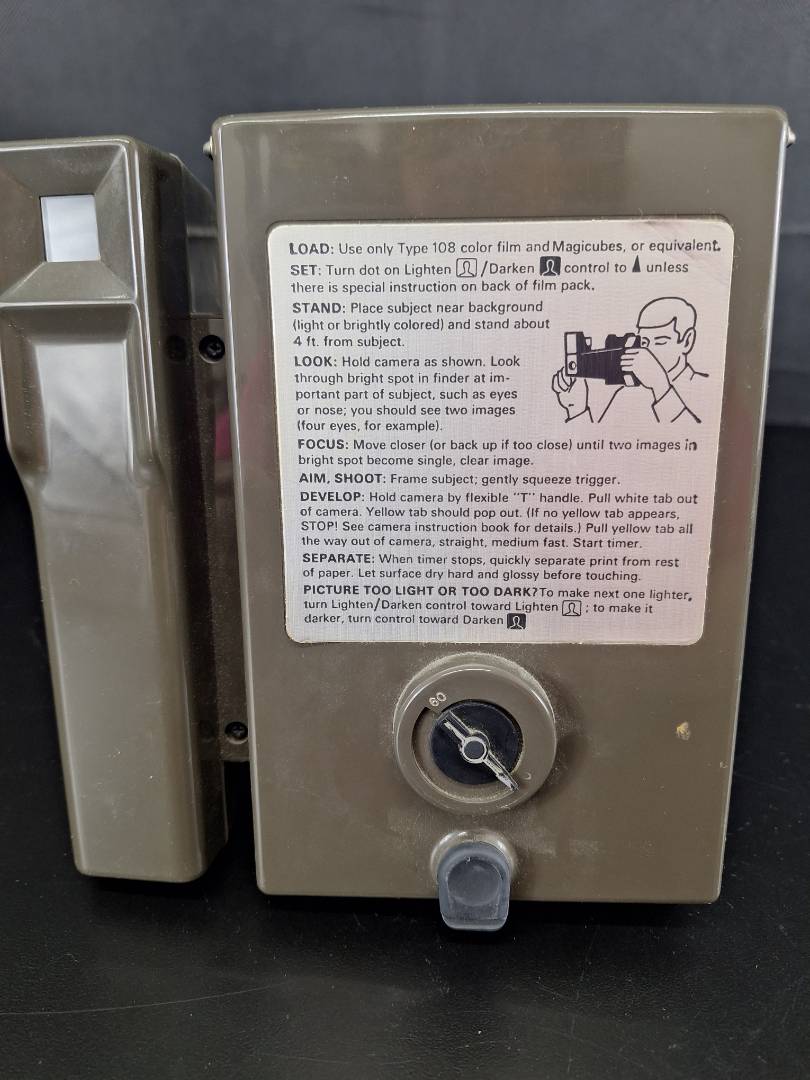 LOAD: Use only Type 108 color film and Magicubes, or equivalent.
SET: Turn dot on Lighten /Darken control to unless
there is special instruction on back of film pack.
STAND: Place subject near background
(light or brightly colored) and stand about
4 ft. from subject.
LOOK: Hold camera as shown. Look
through bright spot in finder at im-
portant part of subject, such as eyes
or nose; you should see two images
(four eyes, for example).
FOCUS: Move closer (or back up if too close) until two images in
bright spot become single, clear image.
AIM, SHOOT: Frame subject; gently squeeze trigger.
DEVELOP: Hold camera by flexible "T" handle. Pull white tab out
of camera. Yellow tab should pop out. (If no yellow tab appears,
STOP! See camera instruction book for details.) Pull yellow tab all
the way out of camera, straight, medium fast. Start timer.
SEPARATE: When timer stops, quickly separate print from rest
of paper. Let surface dry hard and glossy before touching.
PICTURE TOO LIGHT OR TOO DARK? To make next one lighter,
turn Lighten/Darken control toward Lighten ; to make it
darker, turn control toward Darken
60